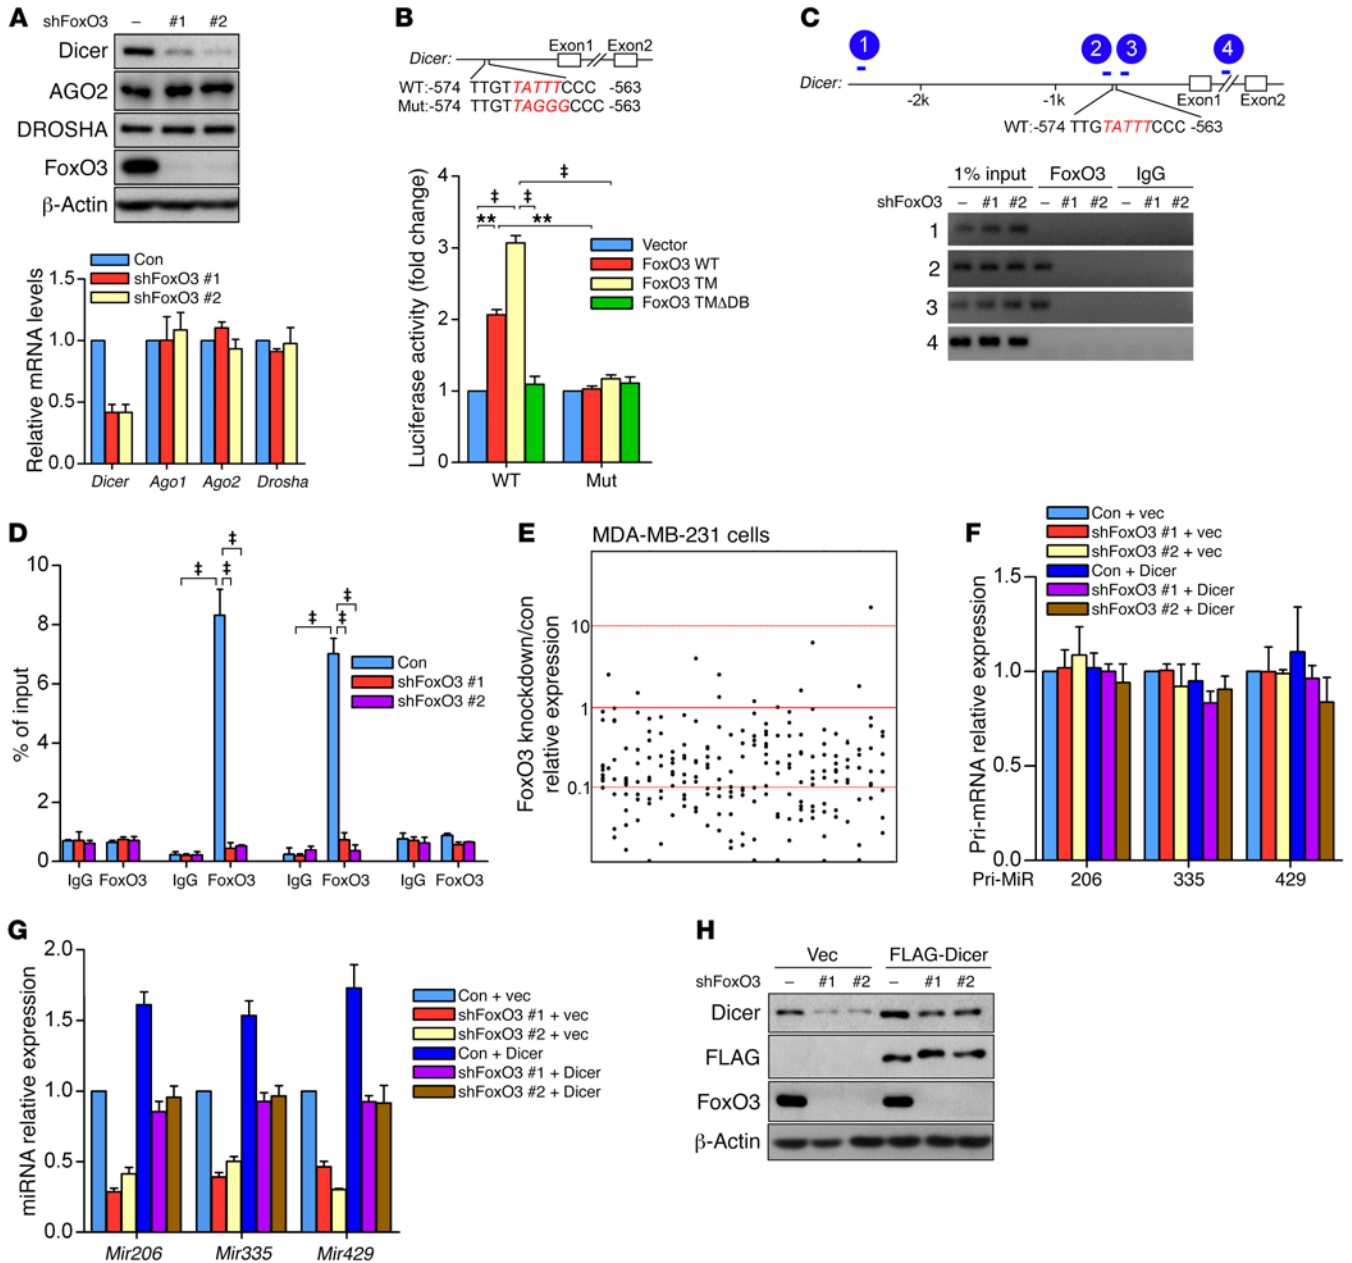 A
shFoxO3 – #1 #2
Dicer
AGO2
DROSHA
FoxO3
β-Actin
Con
shFoxO3 #1
shFoxO3 #2
Relative mRNA levels
1.5
1.0
0.5
0.0
Dicer Ago1 Ago2 Drosha
B
Dicer: Exon1 Exon2
WT:-574 TTGTTATTTCCC -563
Mut:-574 TTGTTAGGGCCC -563
Luciferase activity (fold change)
4
3
2
1
0
‡
‡ ‡
** **
Vector
FoxO3 WT
FoxO3 TM
FoxO3 TMΔDB
WT Mut
C
1 2 3 4
Dicer:
-2k -1k Exon1 Exon2
WT:-574 TTGTATTTCCC -563
1% input FoxO3 IgG
shFoxO3 – #1 #2 – #1 #2 – #1 #2
1
2
3
4
D
% of input
10
8
6
4
2
0
‡
‡ ‡
‡
‡ ‡
Con
shFoxO3 #1
shFoxO3 #2
IgG FoxO3 IgG FoxO3 IgG FoxO3 IgG FoxO3
E
MDA-MB-231 cells
FoxO3 knockdown/con
relative expression
10
1
0.1
F
Con + vec
shFoxO3 #1 + vec
shFoxO3 #2 + vec
Con + Dicer
shFoxO3 #1 + Dicer
shFoxO3 #2 + Dicer
Pri-mRNA relative expression
1.5
1.0
0.5
0.0
Pri-MiR 206 335 429
G
miRNA relative expression
2.0
1.5
1.0
0.5
0.0
Con + vec
shFoxO3 #1 + vec
shFoxO3 #2 + vec
Con + Dicer
shFoxO3 #1 + Dicer
shFoxO3 #2 + Dicer
Mir206 Mir335 Mir429
H
Vec FLAG-Dicer
shFoxO3 – #1 #2 – #1 #2
Dicer
FLAG
FoxO3
β-Actin